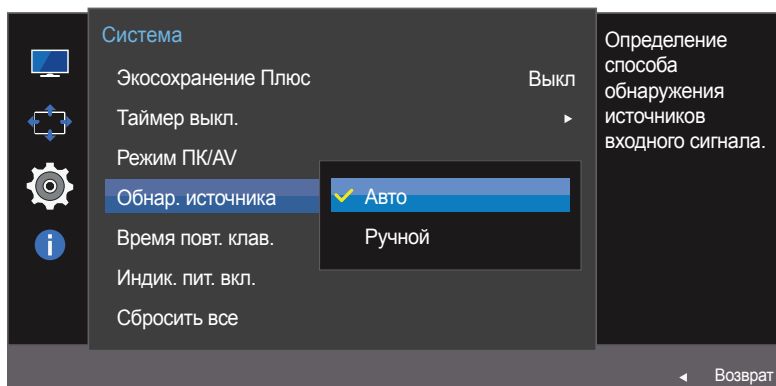 Система
Экосохранение Плюс Выкл
Таймер выкл.
Режим ПК/AV
Обнар. источника
Авто
Ручной
Время повт. клав.
Индик. пит. вкл.
Сбросить все
Определение
способа
обнаружения
источников
входного сигнала.
Возврат